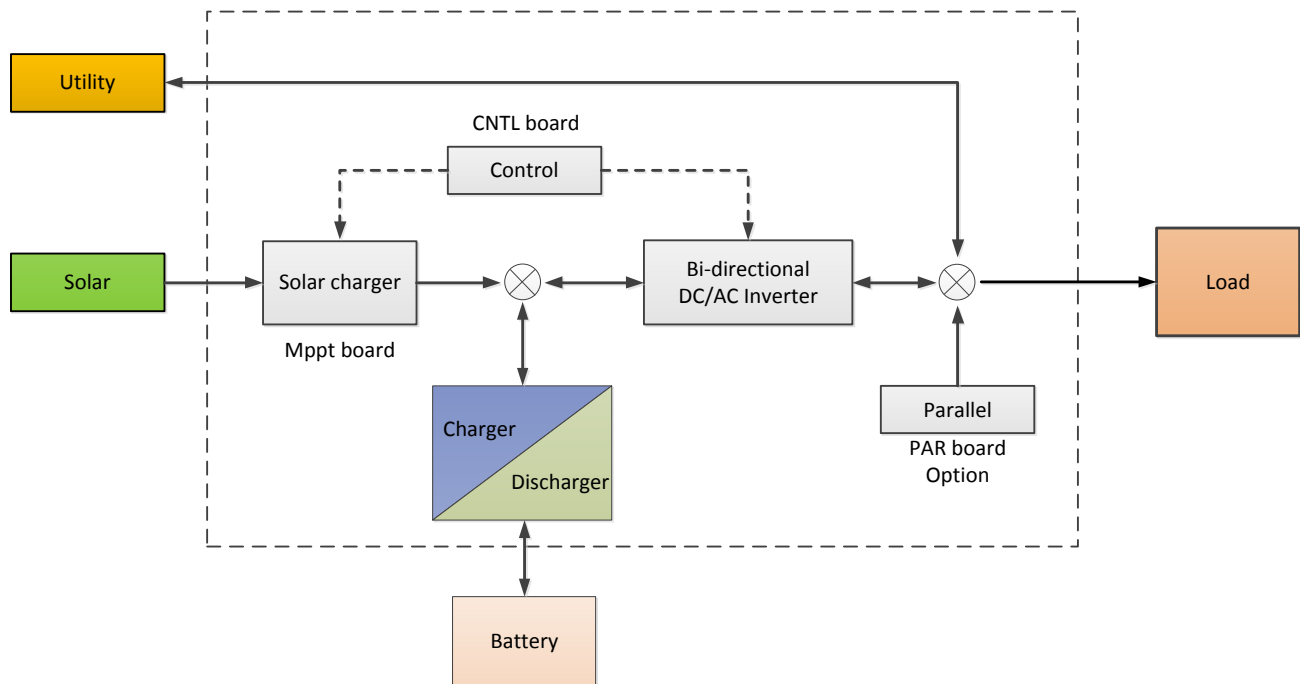 Utility
CNTL board
Control
Solar
Solar charger
Mppt board
Bi-directional
DC/AC Inverter
Load
Charger
Discharger
Parallel
PAR board
Option
Battery